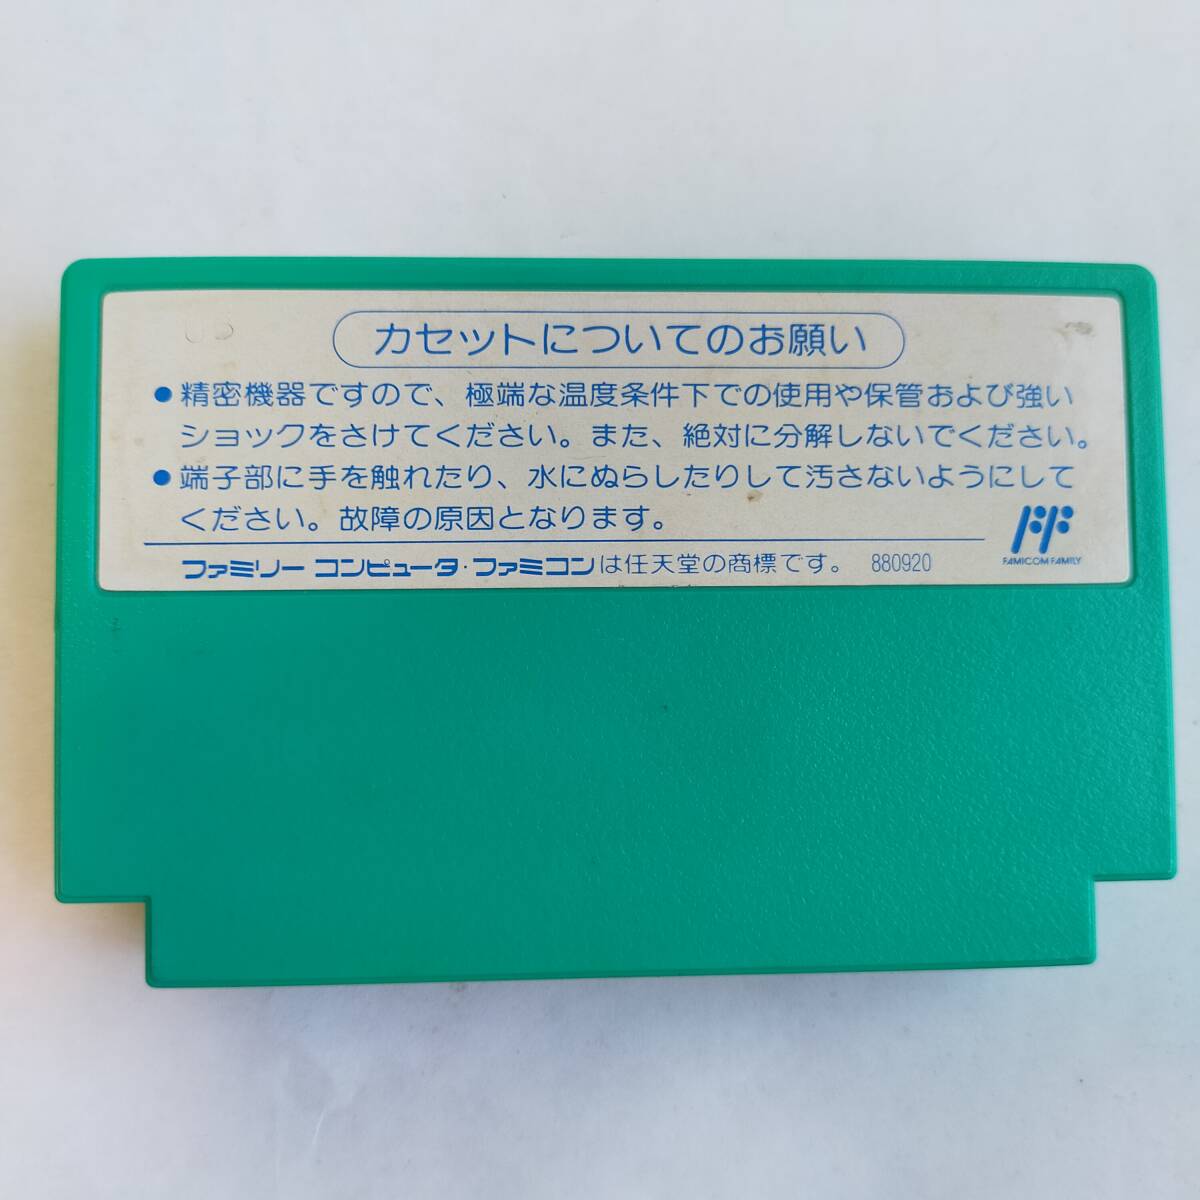 カセットについてのお願い
●精密機器ですので、極端な温度条件下での使用や保管および強い
ショックをさけてください。また、絶対に分解しないでください。
●端子部に手を触れたり、水にぬらしたりして汚さないようにして
ください。故障の原因となります。
FF
FAMICOM FAMILY
ファミリー コンピュータ・ファミコンは任天堂の商標です。 880920